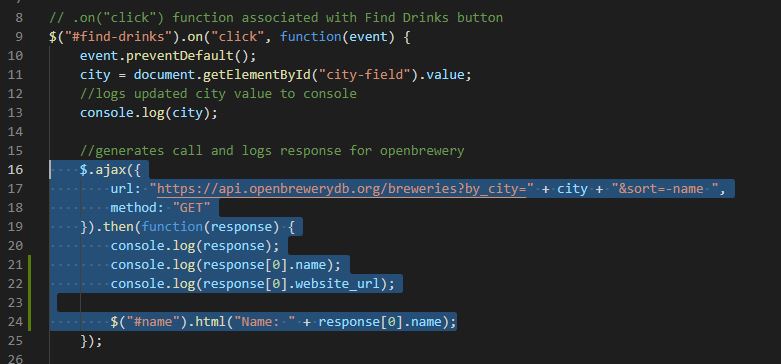 8 // .on("click") function associated with Find Drinks button
9 $("#find-drinks").on("click", function(event) {
10 event.preventDefault();
11 city = document.getElementById("city-field").value;
12 //logs updated city value to console
13 console.log(city);
14
15 //generates call and logs response for openbrewery
16 $.ajax({
17 url: "https://api.openbrewerydb.org/breweries?by_city=" + city + "&sort=-name ",
18 method: "GET"
19 }).then(function(response) {
20 console.log(response);
21 console.log(response[0].name);
22 console.log(response[0].website_url);
23
24 $("#name").html("Name: " + response[0].name);
25 });
26